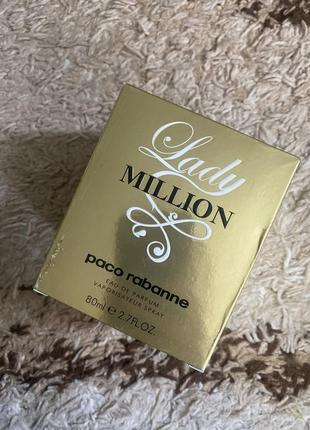 Lady
MILLION
paco rabanne
EAU DE PARFUM
VAPORISATEUR SPRAY
80ml e 2.7FL.OZ.